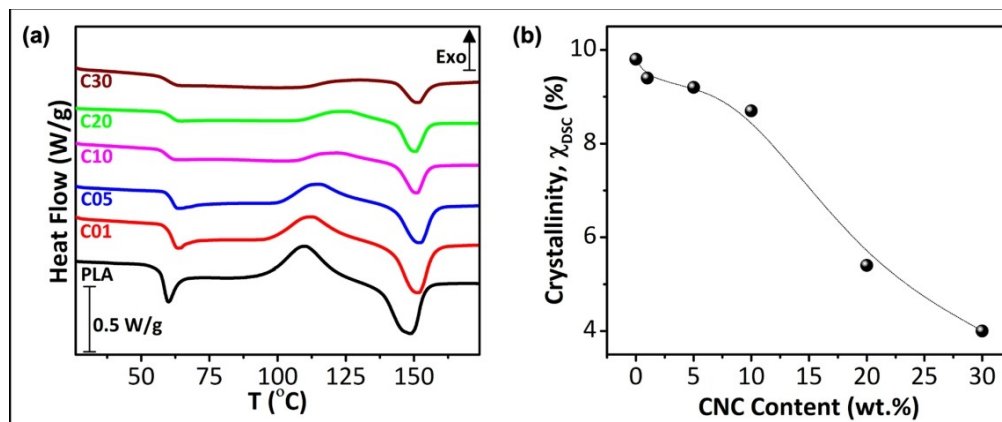 (a)
Exo
C30
C20
C10
C05
C01
PLA
0.5 W/g
Heat Flow (W/g)
50 75 100 125 150
T (°C)
(b)
10
8
6
4
Crystallinity, χDSC (%)
0 5 10 15 20 25 30
CNC Content (wt.%)